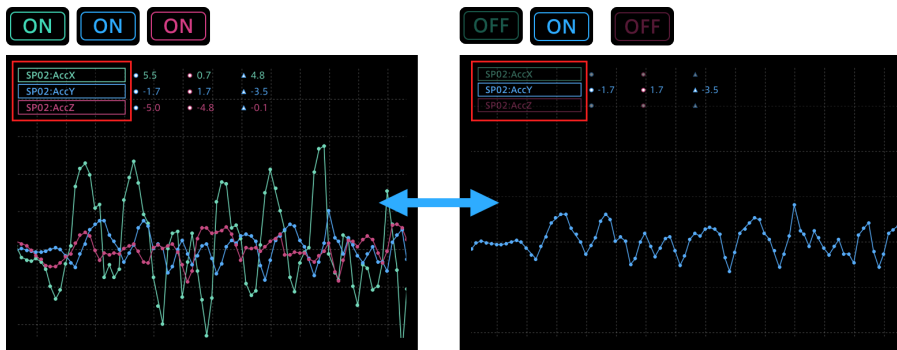 ON ON ON
OFF ON OFF
SP02:AccX 5.5 0.7 4.8
SP02:AccY -1.7 1.7 -3.5
SP02:AccZ -5.0 -4.8 -0.1
SP02:AccX
SP02:AccY -1.7 1.7 -3.5
SP02:AccZ